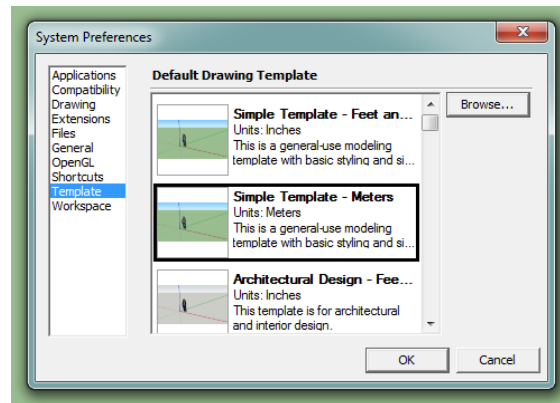 System Preferences
Applications
Compatibility
Drawing
Extensions
Files
General
OpenGL
Shortcuts
Template
Workspace
Default Drawing Template
Simple Template - Feet an...
Units: Inches
This is a general-use modeling
template with basic styling and si...
Simple Template - Meters
Units: Meters
This is a general-use modeling
template with basic styling and si...
Architectural Design - Fee...
Units: Inches
This template is for architectural
and interior design.
Browse...
OK
Cancel